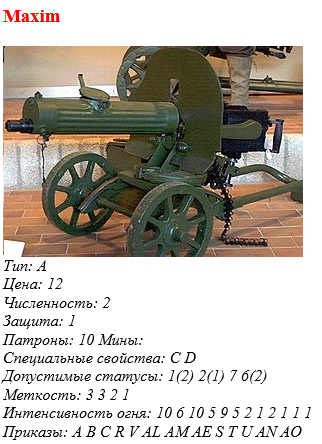 Maxim
Тип: A
Цена: 12
Численность: 2
Защита: 1
Патроны: 10 Мины:
Специальные свойства: C D
Допустимые статусы: 1(2) 2(1) 7 6(2)
Меткость: 3 3 2 1
Интенсивность огня: 10 6 10 5 9 5 2 1 2 1 1 1
Приказы: A B C R V AL AM AE S T U AN AO